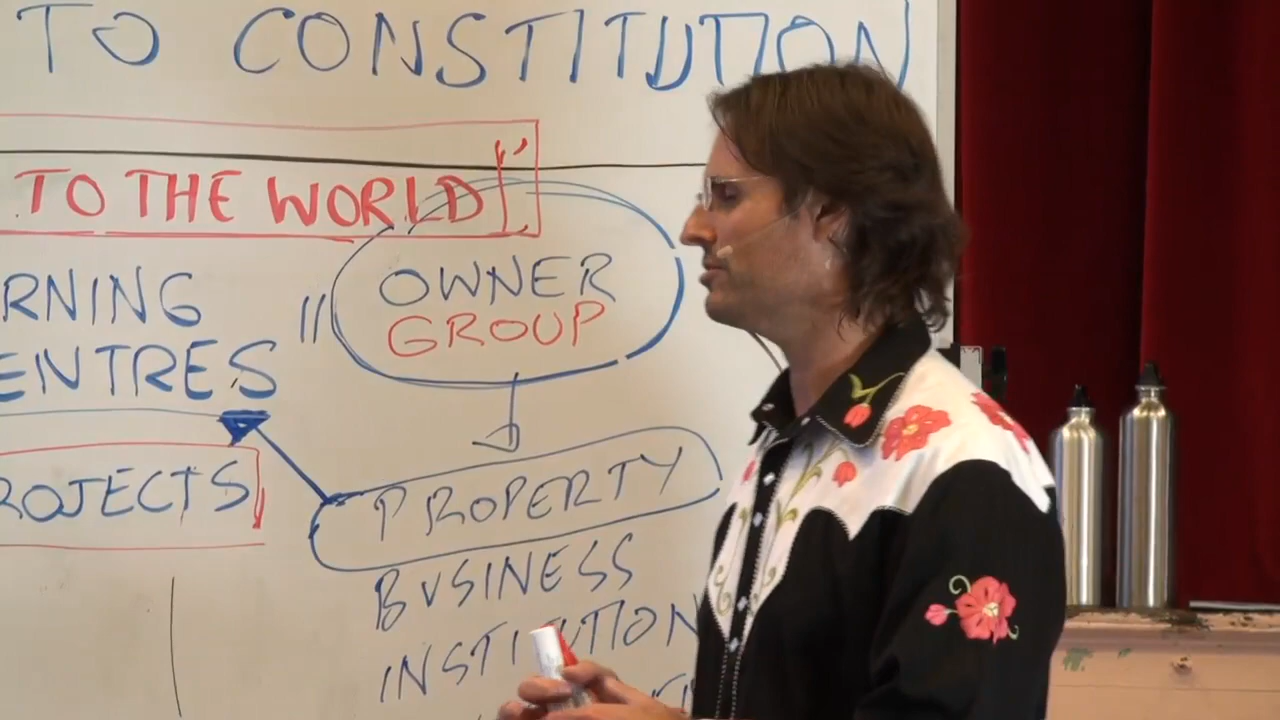 TO CONSTITUTION
TO THE WORLD
RNING
ENTRES
ROJECTS
OWNER
GROUP
PROPERTY
BUSINESS
INSTITUTION